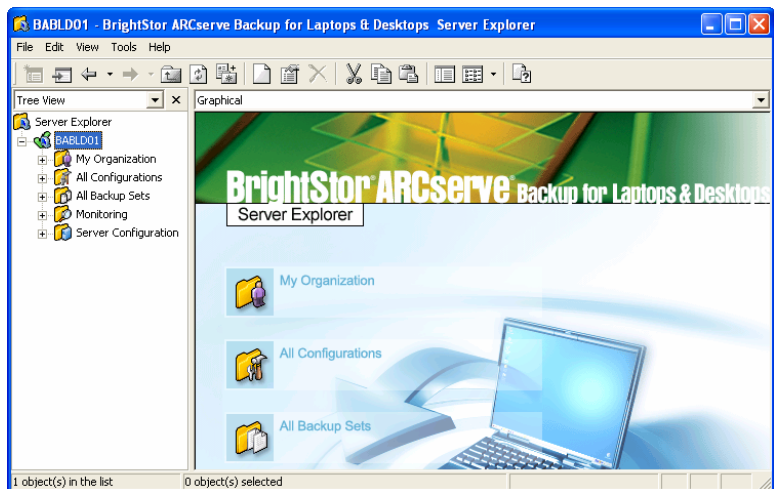 BABLD01 - BrightStor ARCserve Backup for Laptops & Desktops Server Explorer
File Edit View Tools Help
Tree View
Graphical
Server Explorer
BABLD01
My Organization
All Configurations
All Backup Sets
Monitoring
Server Configuration
BrightStor ARCserve Backup for Laptops & Desktops
Server Explorer
My Organization
All Configurations
All Backup Sets
1 object(s) in the list
0 object(s) selected